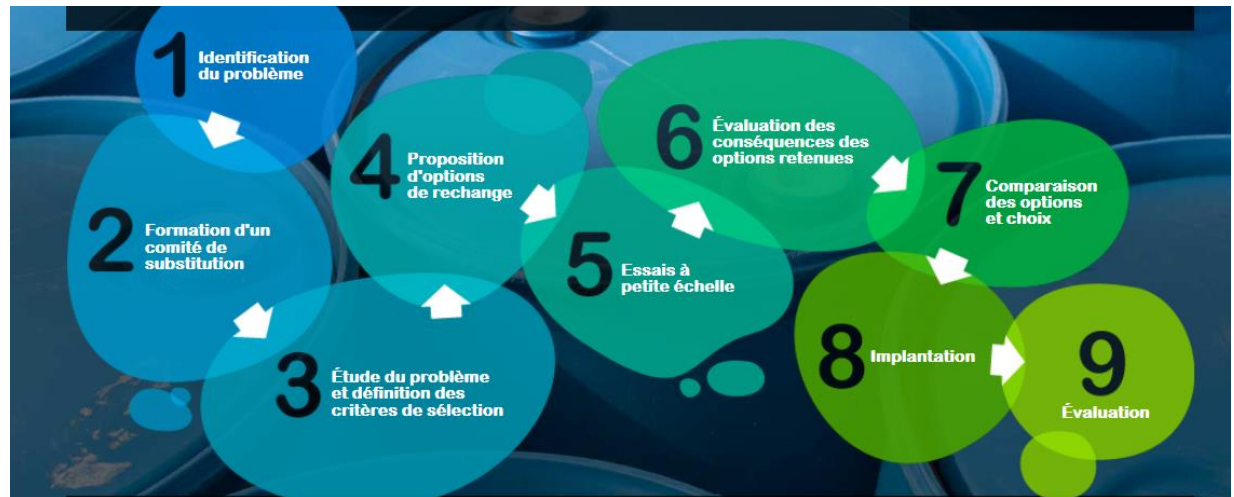 1
Identification
du problème
2
Formation d'un
comité de
substitution
3
Étude du problème
et définition des
critères de sélection
4
Proposition
d'options
de rechange
5
Essais à
petite échelle
6
Évaluation des
conséquences des
options retenues
7
Comparaison
des options
et choix
8
Implantation
9
Évaluation